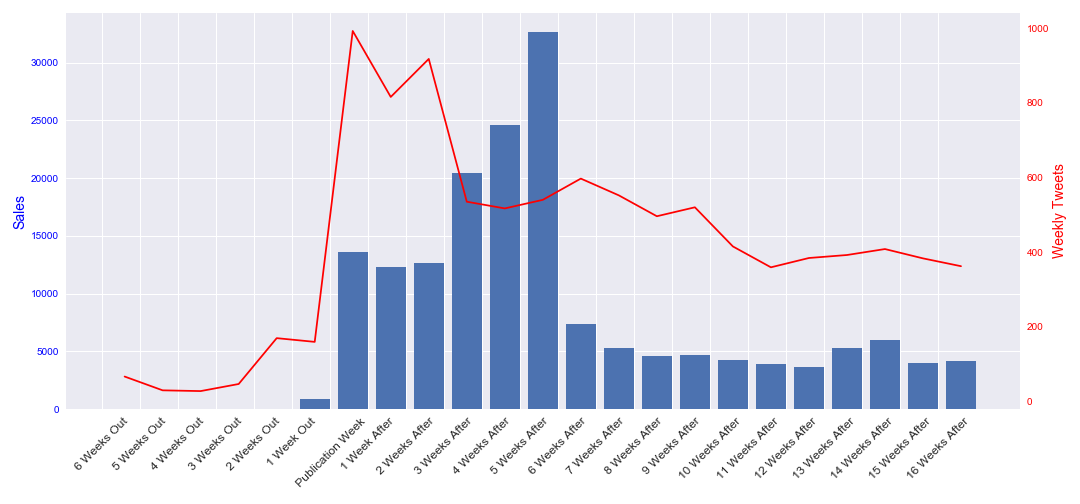 Sales
30000
25000
20000
15000
10000
5000
0
1000
800
600
400
200
0
Weekly Tweets
6 Weeks Out
5 Weeks Out
4 Weeks Out
3 Weeks Out
2 Weeks Out
1 Week Out
Publication Week
1 Week After
2 Weeks After
3 Weeks After
4 Weeks After
5 Weeks After
6 Weeks After
7 Weeks After
8 Weeks After
9 Weeks After
10 Weeks After
11 Weeks After
12 Weeks After
13 Weeks After
14 Weeks After
15 Weeks After
16 Weeks After